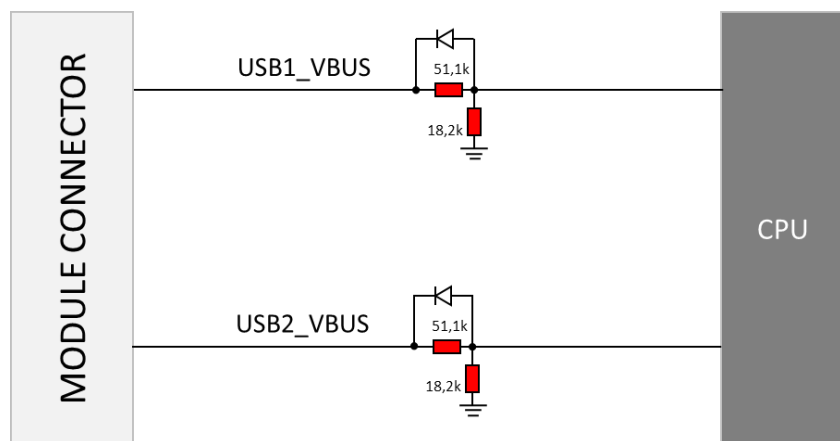 MODULE CONNECTOR
USB1_VBUS
51,1k
18,2k
CPU
USB2_VBUS
51,1k
18,2k